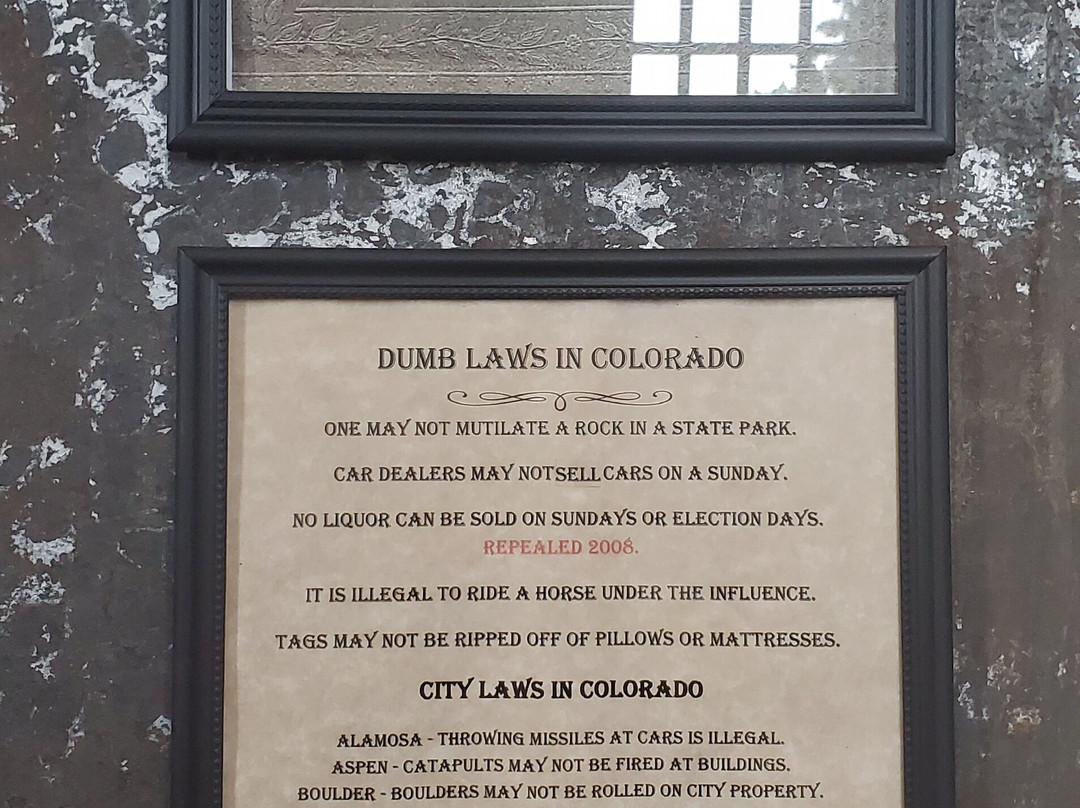 DUMB LAWS IN COLORADO
ONE MAY NOT MUTILATE A ROCK IN A STATE PARK.
CAR DEALERS MAY NOT SELL CARS ON A SUNDAY.
NO LIQUOR CAN BE SOLD ON SUNDAYS OR ELECTION DAYS.
REPEALED 2008.
IT IS ILLEGAL TO RIDE A HORSE UNDER THE INFLUENCE.
TAGS MAY NOT BE RIPPED OFF OF PILLOWS OR MATTRESSES.
CITY LAWS IN COLORADO
ALAMOSA - THROWING MISSILES AT CARS IS ILLEGAL.
ASPEN - CATAPULTS MAY NOT BE FIRED AT BUILDINGS.
BOULDER - BOULDERS MAY NOT BE ROLLED ON CITY PROPERTY.